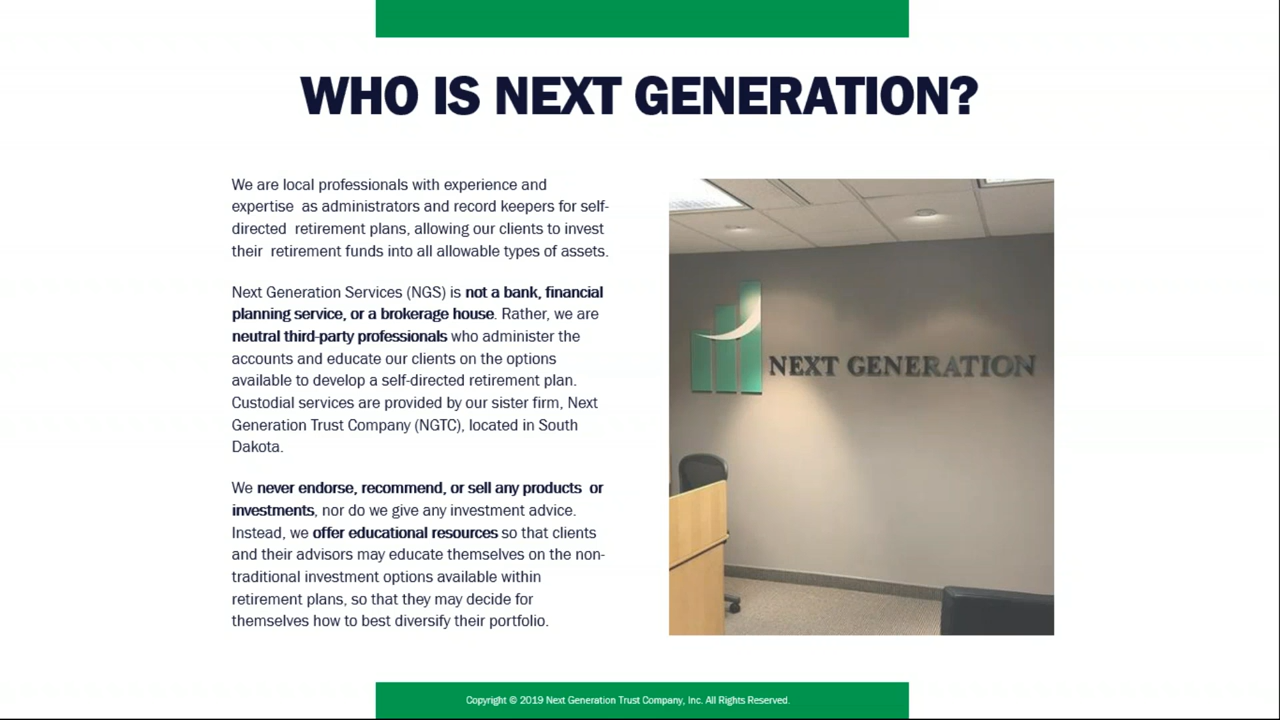 WHO IS NEXT GENERATION?
We are local professionals with experience and
expertise as administrators and record keepers for self-
directed retirement plans, allowing our clients to invest
their retirement funds into all allowable types of assets.
Next Generation Services (NGS) is not a bank, financial
planning service, or a brokerage house. Rather, we are
neutral third-party professionals who administer the
accounts and educate our clients on the options
available to develop a self-directed retirement plan.
Custodial services are provided by our sister firm, Next
Generation Trust Company (NGTC), located in South
Dakota.
We never endorse, recommend, or sell any products or
investments, nor do we give any investment advice.
Instead, we offer educational resources so that clients
and their advisors may educate themselves on the non-
traditional investment options available within
retirement plans, so that they may decide for
themselves how to best diversify their portfolio.
NEXT GENERATION
Copyright © 2019 Next Generation Trust Company, Inc. All Rights Reserved.